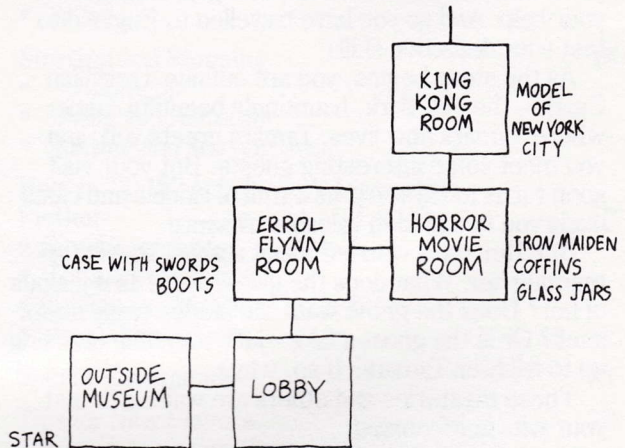 KING
KONG
ROOM
MODEL
OF
NEW YORK
CITY
ERROL
FLYNN
ROOM
HORROR
MOVIE
ROOM
CASE WITH SWORDS
BOOTS
IRON MAIDEN
COFFINS
GLASS JARS
OUTSIDE
MUSEUM
LOBBY
STAR